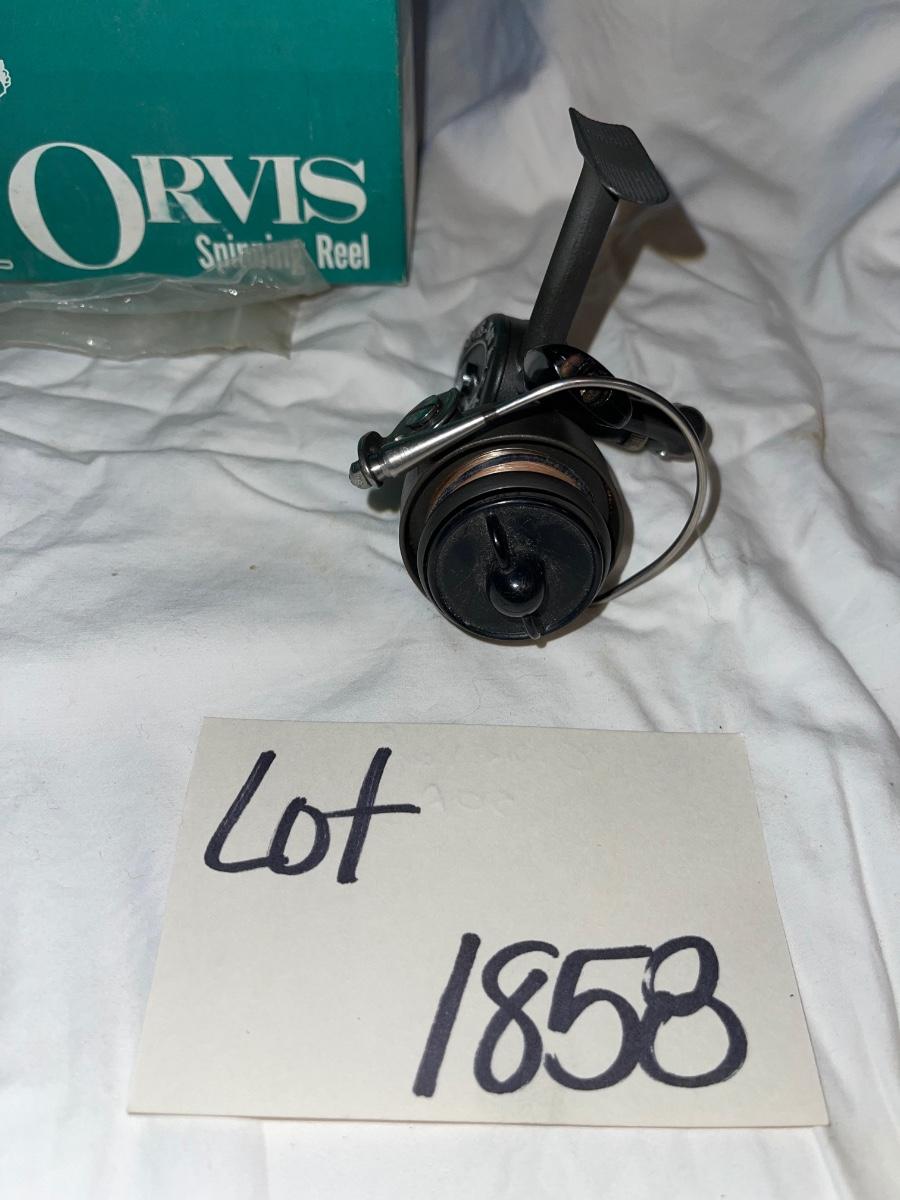 ORVIS
Spinning Reel
Lot
1858